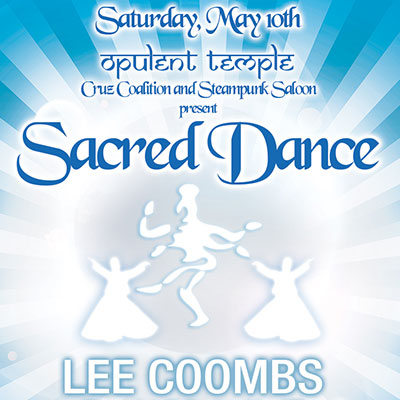 Saturday, May 10th
Opulent Temple
Cruz Coalition and Steampunk Saloon
present
Sacred Dance
LEE COOMBS